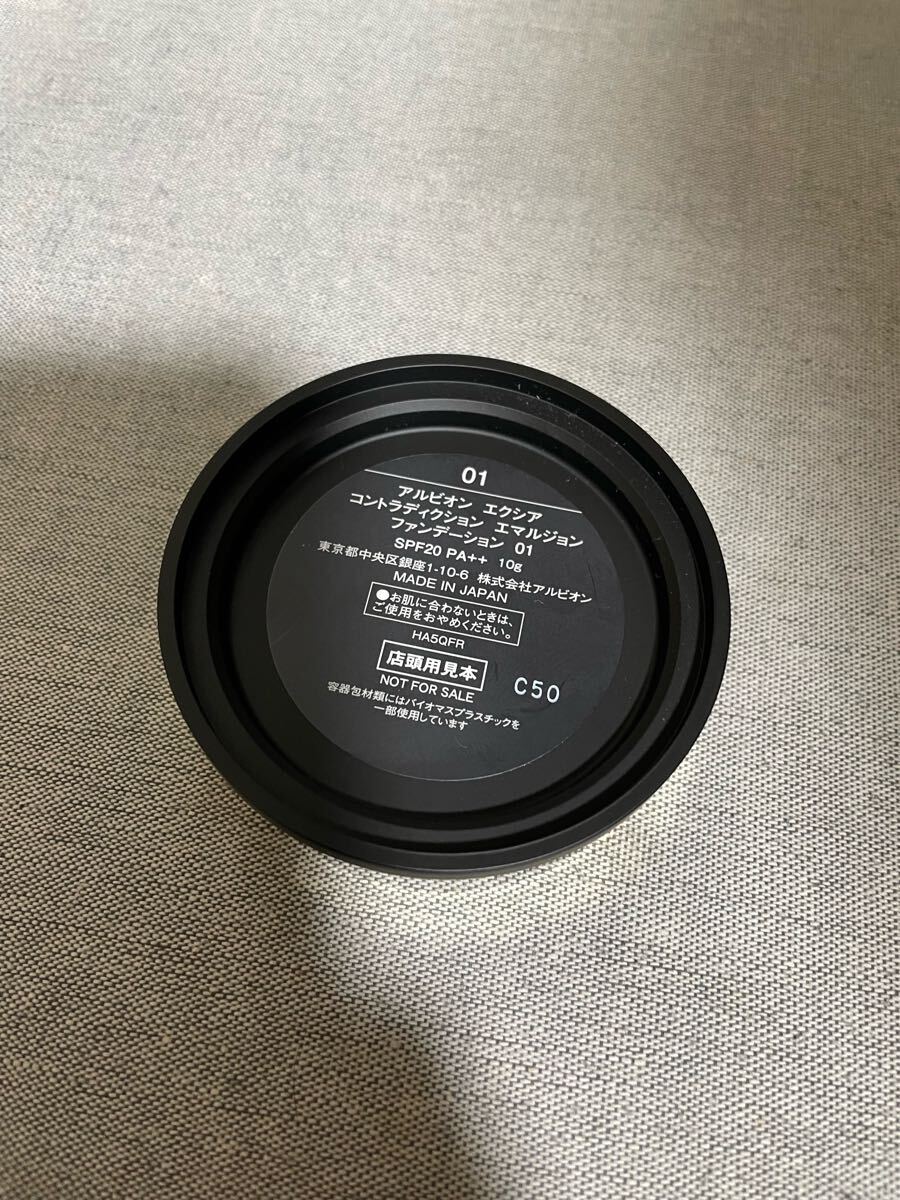 01
アルビオン エクシア
コントラディクション エマルジョン
ファンデーション 01
SPF20 PA++ 10g
東京都中央区銀座1-10-6 株式会社アルビオン
MADE IN JAPAN
●お肌に合わないときは、
ご使用をおやめください。
HA5QFR
店頭用見本
NOT FOR SALE
C50
容器包材類にはバイオマスプラスチックを
一部使用しています